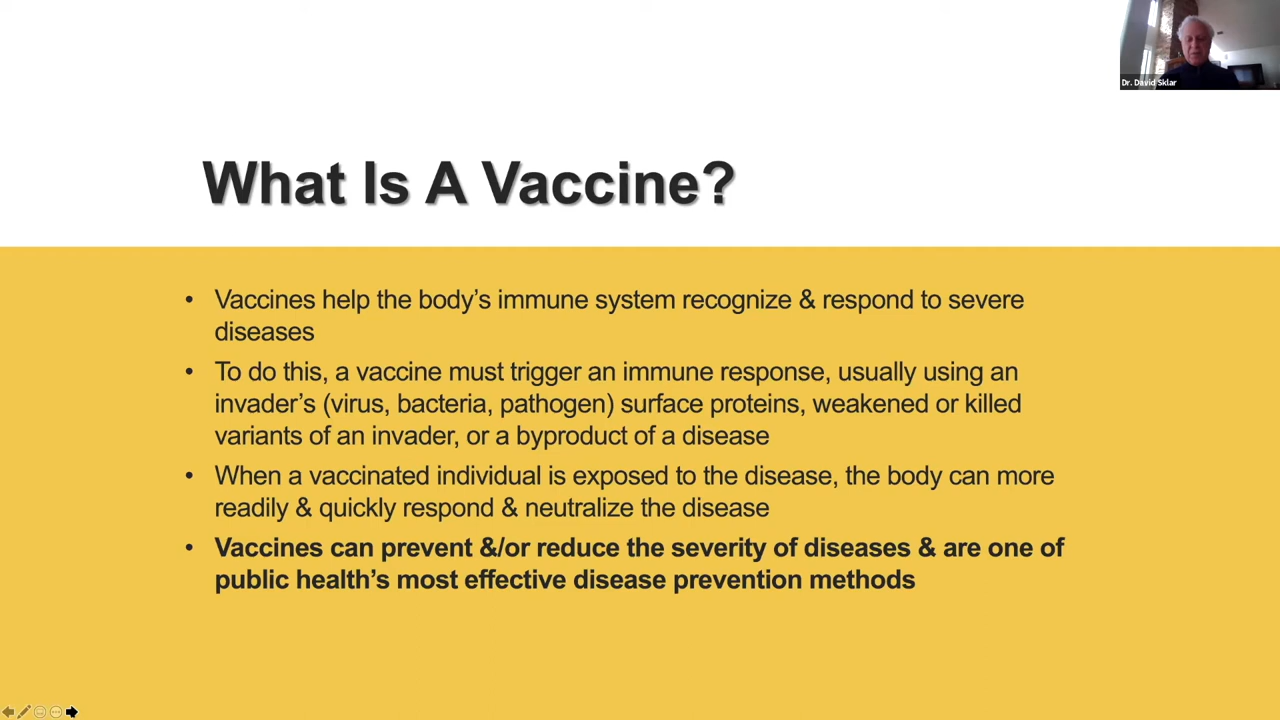 Dr. David Sklar
What Is A Vaccine?
• Vaccines help the body’s immune system recognize & respond to severe
diseases
• To do this, a vaccine must trigger an immune response, usually using an
invader’s (virus, bacteria, pathogen) surface proteins, weakened or killed
variants of an invader, or a byproduct of a disease
• When a vaccinated individual is exposed to the disease, the body can more
readily & quickly respond & neutralize the disease
• Vaccines can prevent &/or reduce the severity of diseases & are one of
public health’s most effective disease prevention methods